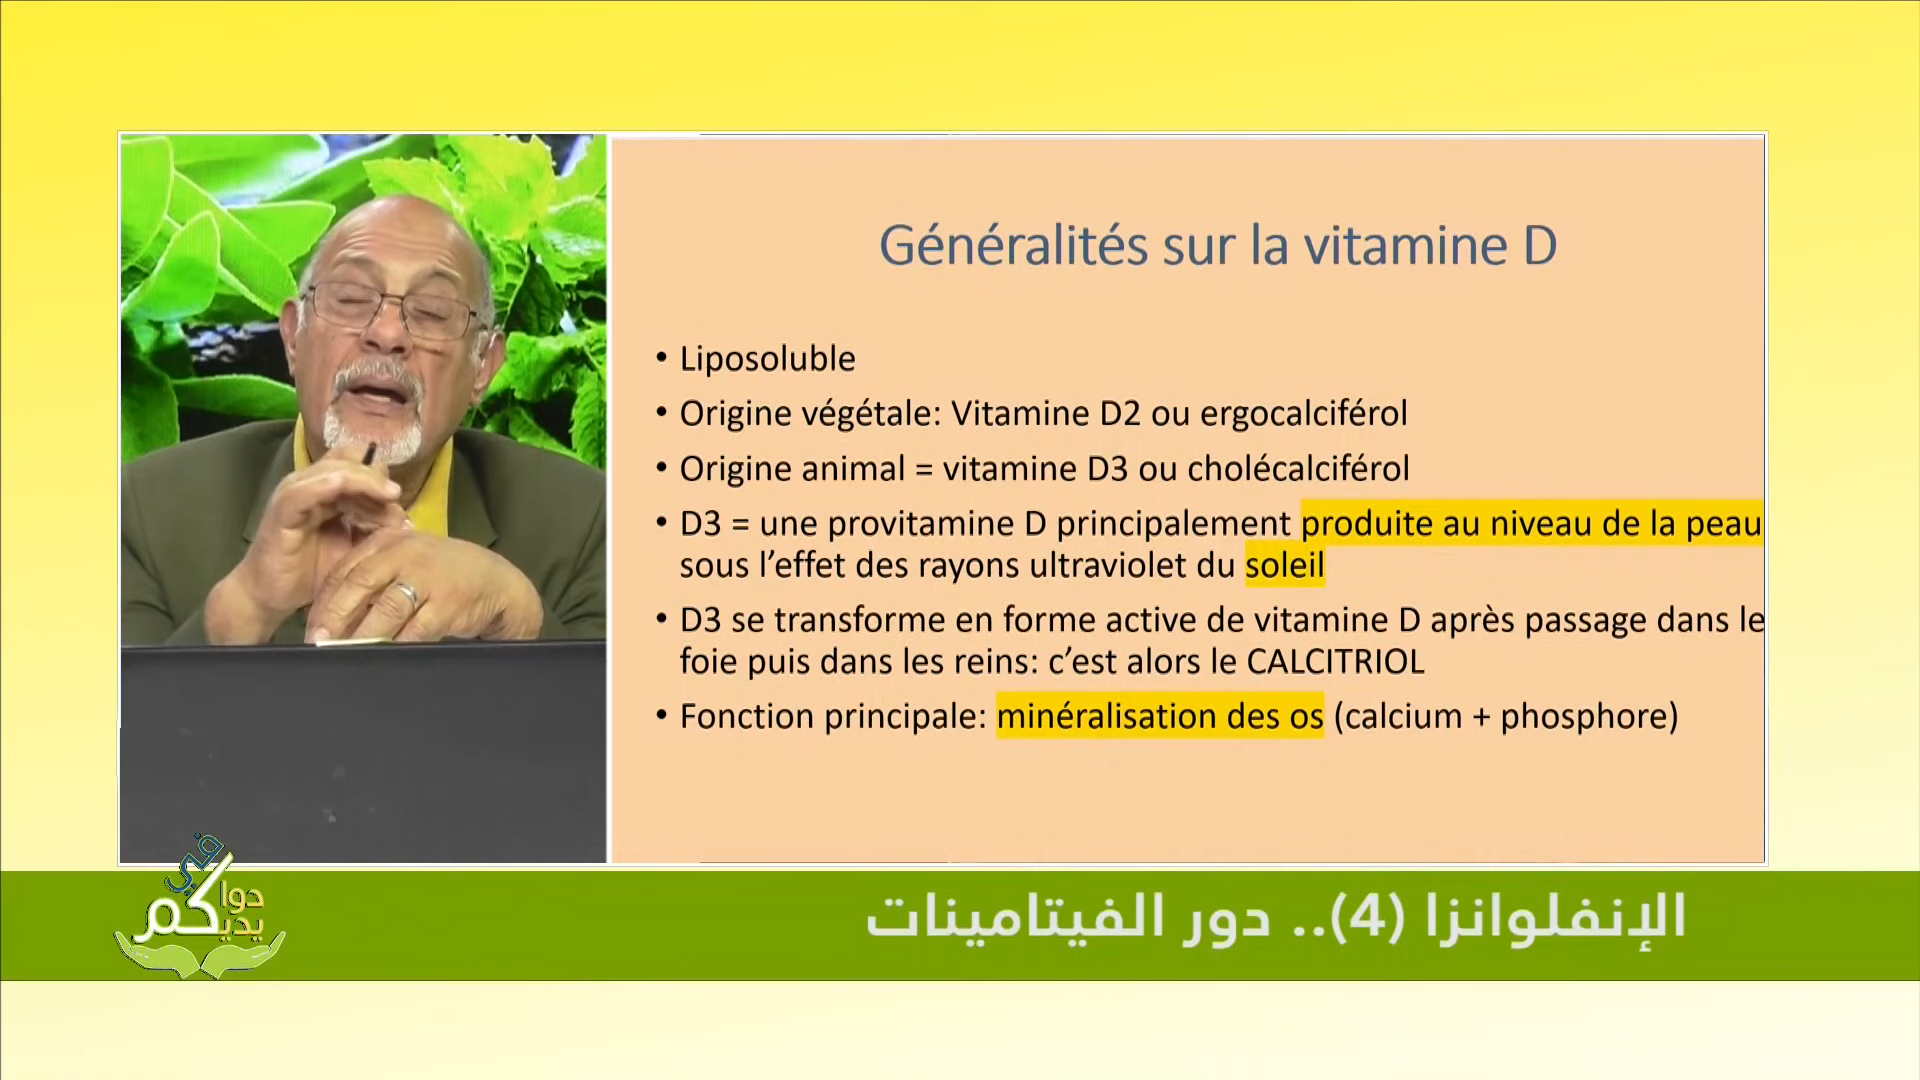 Généralités sur la vitamine D
• Liposoluble
• Origine végétale: Vitamine D2 ou ergocalciférol
• Origine animal = vitamine D3 ou cholécalciférol
• D3 = une provitamine D principalement produite au niveau de la peau
sous l’effet des rayons ultraviolet du soleil
• D3 se transforme en forme active de vitamine D après passage dans le
foie puis dans les reins: c’est alors le CALCITRIOL
• Fonction principale: minéralisation des os (calcium + phosphore)
الإنفلوانزا (4).. دور الفيتامينات
دواكم
في
يديكم